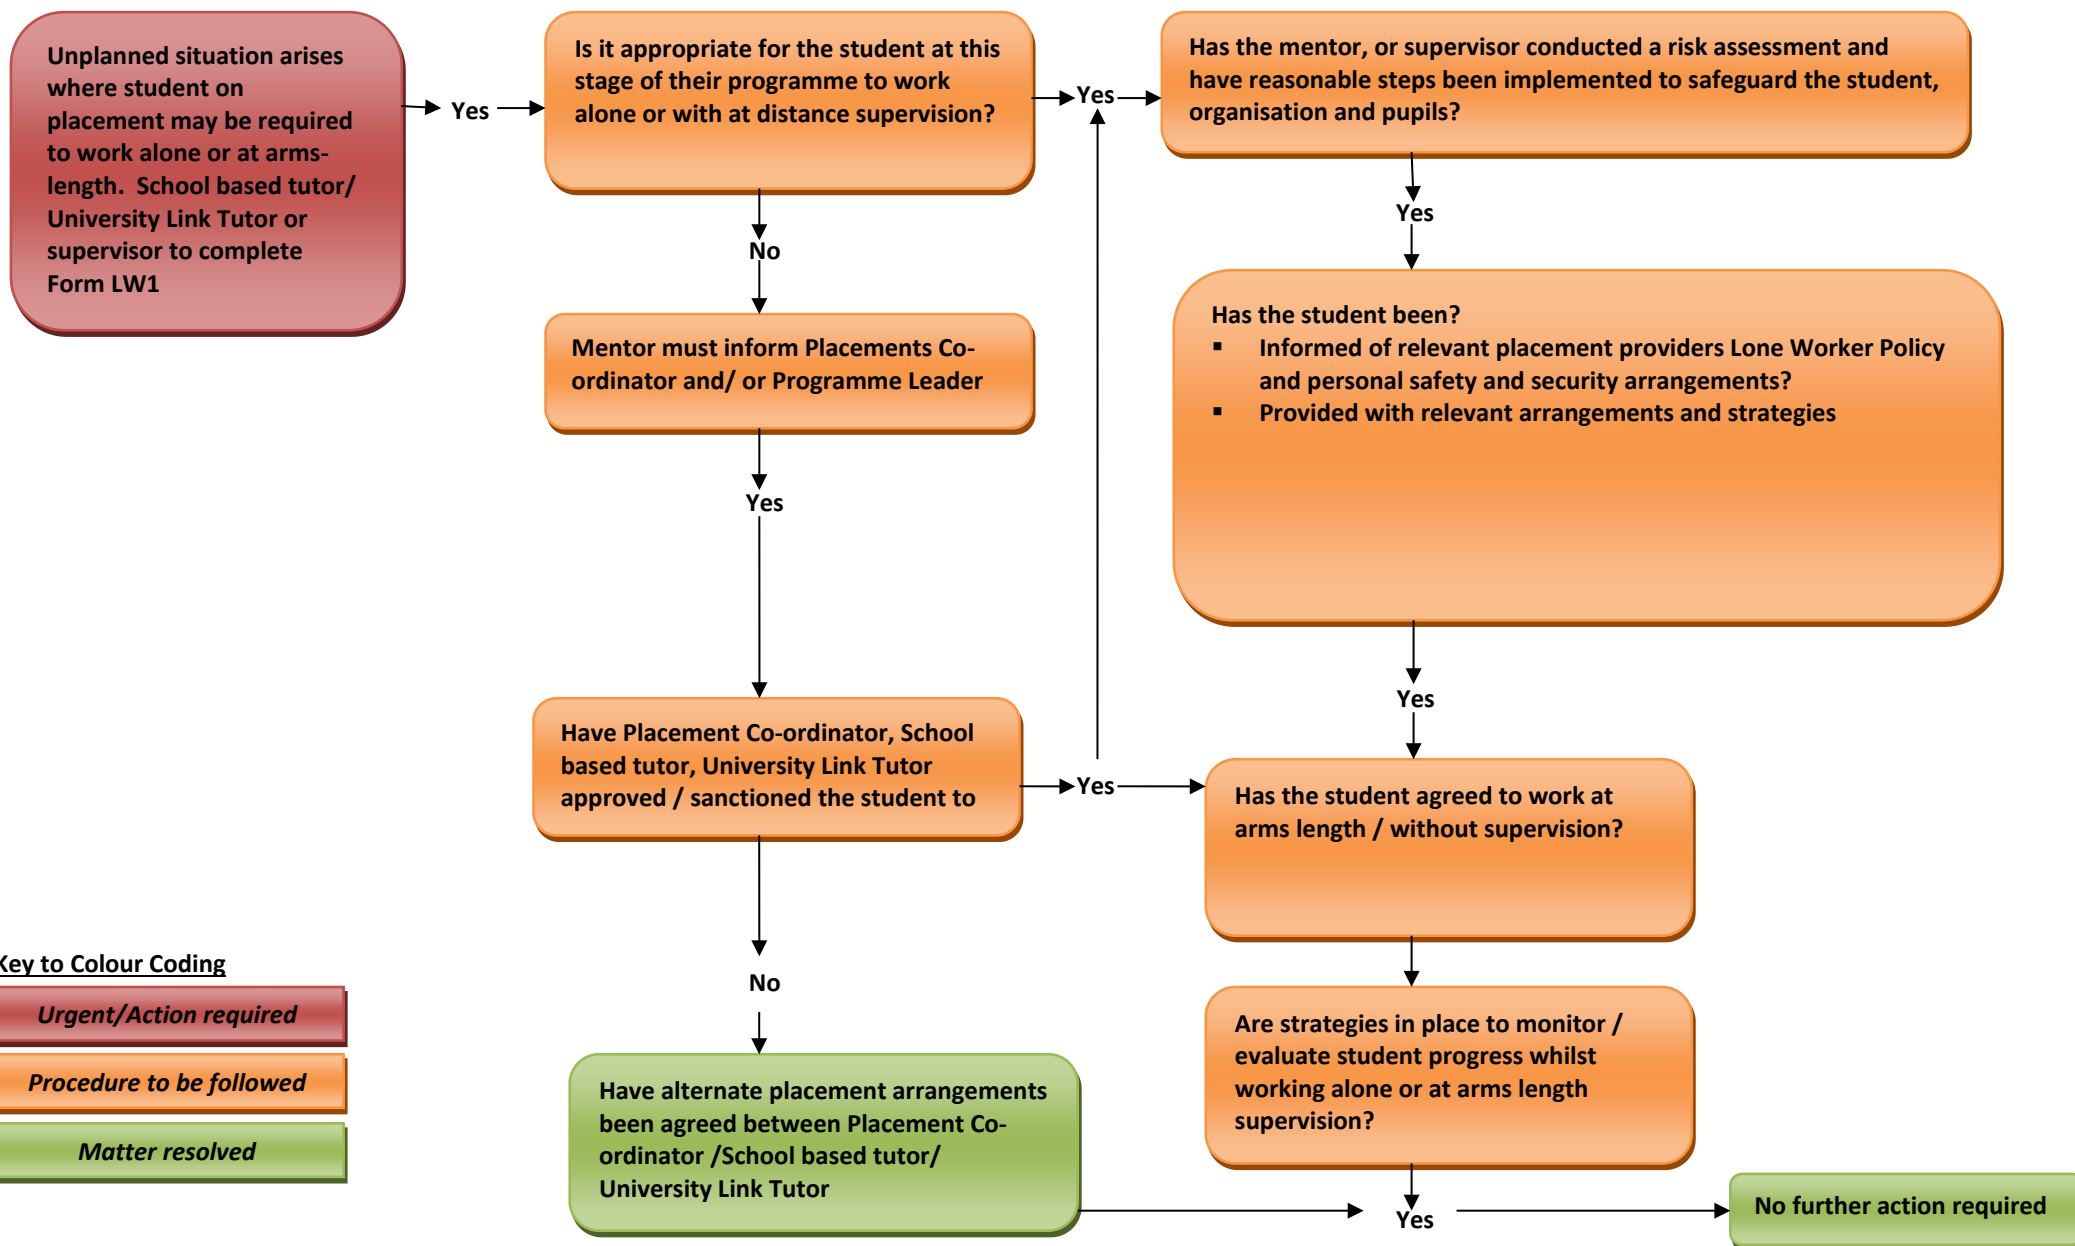 Unplanned situation arises
where student on
placement may be required
to work alone or at arms-
length.  School based tutor/
University Link Tutor or
supervisor to complete
Form LW1
Yes
Is it appropriate for the student at this
stage of their programme to work
alone or with at distance supervision?
Yes
Has the mentor, or supervisor conducted a risk assessment and
have reasonable steps been implemented to safeguard the student,
organisation and pupils?
No
Yes
Mentor must inform Placements Co-
ordinator and/ or Programme Leader
Has the student been?
▪ Informed of relevant placement providers Lone Worker Policy
and personal safety and security arrangements?
▪ Provided with relevant arrangements and strategies
Yes
Yes
Have Placement Co-ordinator, School
based tutor, University Link Tutor
approved / sanctioned the student to
Yes
Has the student agreed to work at
arms length / without supervision?
No
Are strategies in place to monitor /
evaluate student progress whilst
working alone or at arms length
supervision?
Have alternate placement arrangements
been agreed between Placement Co-
ordinator /School based tutor/
University Link Tutor
Yes
No further action required
Key to Colour Coding
Urgent/Action required
Procedure to be followed
Matter resolved